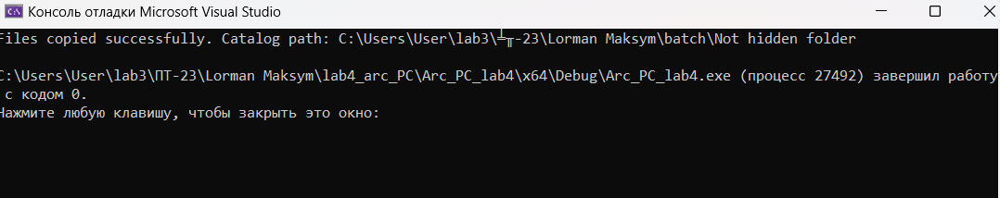 Консоль отладки Microsoft Visual Studio
Files copied successfully. Catalog path: C:\Users\User\lab3\╧╥-23\Lorman Maksym\batch\Not hidden folder
C:\Users\User\lab3\ПТ-23\Lorman Maksym\lab4_arc_PC\Arc_PC_lab4\x64\Debug\Arc_PC_lab4.exe (процесс 27492) завершил работу
с кодом 0.
Нажмите любую клавишу, чтобы закрыть это окно: